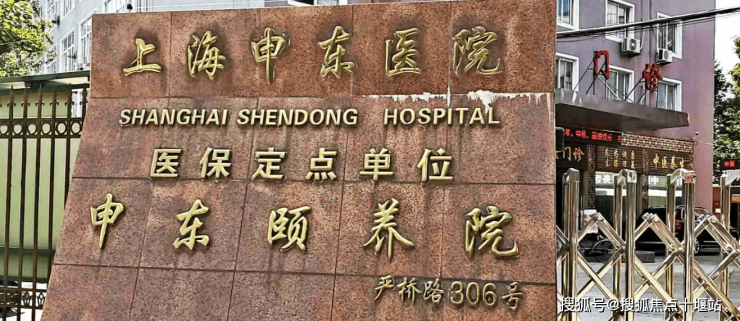 上海申东医院
SHANGHAI SHENDONG HOSPITAL
医保定点单位
申东颐养院
严桥路306号
门诊
门诊
搜狐号@搜狐焦点十堰站